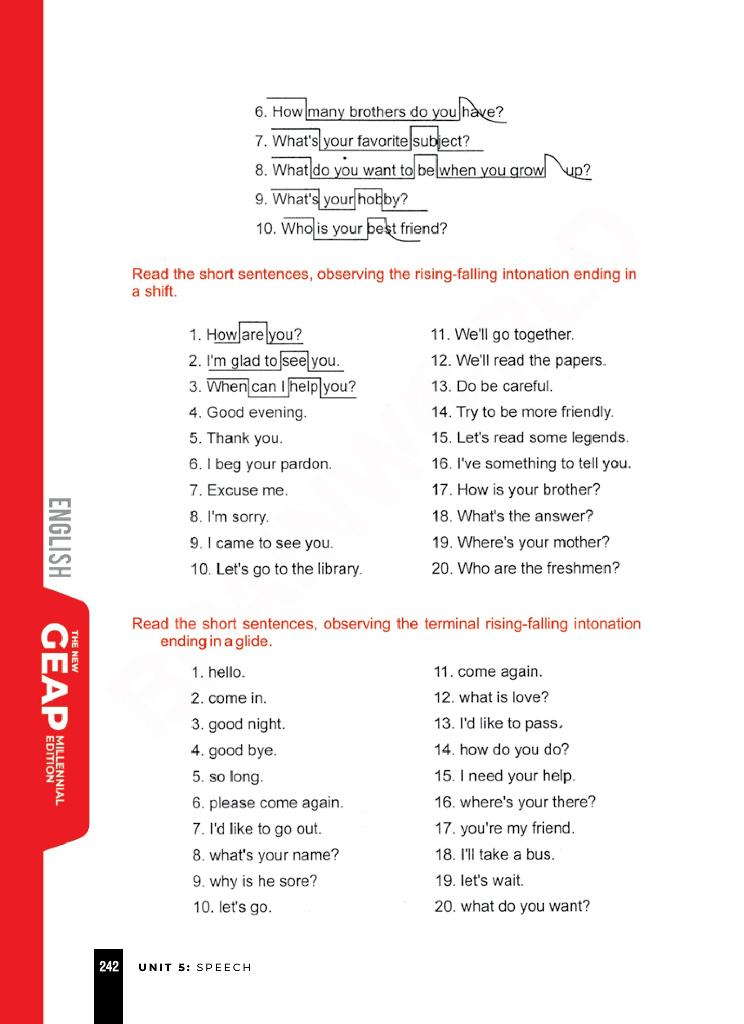 6. How many brothers do you have?
7. What's your favorite subject?
8. What do you want to be when you grow up?
9. What's your hobby?
10. Who is your best friend?
Read the short sentences, observing the rising-falling intonation ending in
a shift.
1. How are you?
2. I'm glad to see you.
3. When can I help you?
4. Good evening.
5. Thank you.
6. I beg your pardon.
7. Excuse me.
8. I'm sorry.
9. I came to see you.
10. Let's go to the library.
11. We'll go together.
12. We'll read the papers.
13. Do be careful.
14. Try to be more friendly.
15. Let's read some legends.
16. I've something to tell you.
17. How is your brother?
18. What's the answer?
19. Where's your mother?
20. Who are the freshmen?
Read the short sentences, observing the terminal rising-falling intonation
ending in a glide.
1. hello.
2. come in.
3. good night.
4. good bye.
5. so long.
6. please come again.
7. I'd like to go out.
8. what's your name?
9. why is he sore?
10. let's go.
11. come again.
12. what is love?
13. I'd like to pass.
14. how do you do?
15. I need your help.
16. where's your there?
17. you're my friend.
18. I'll take a bus.
19. let's wait.
20. what do you want?
ENGLISH
THE NEW
GEAP
MILLENNIAL
EDITION
242
UNIT 5: SPEECH